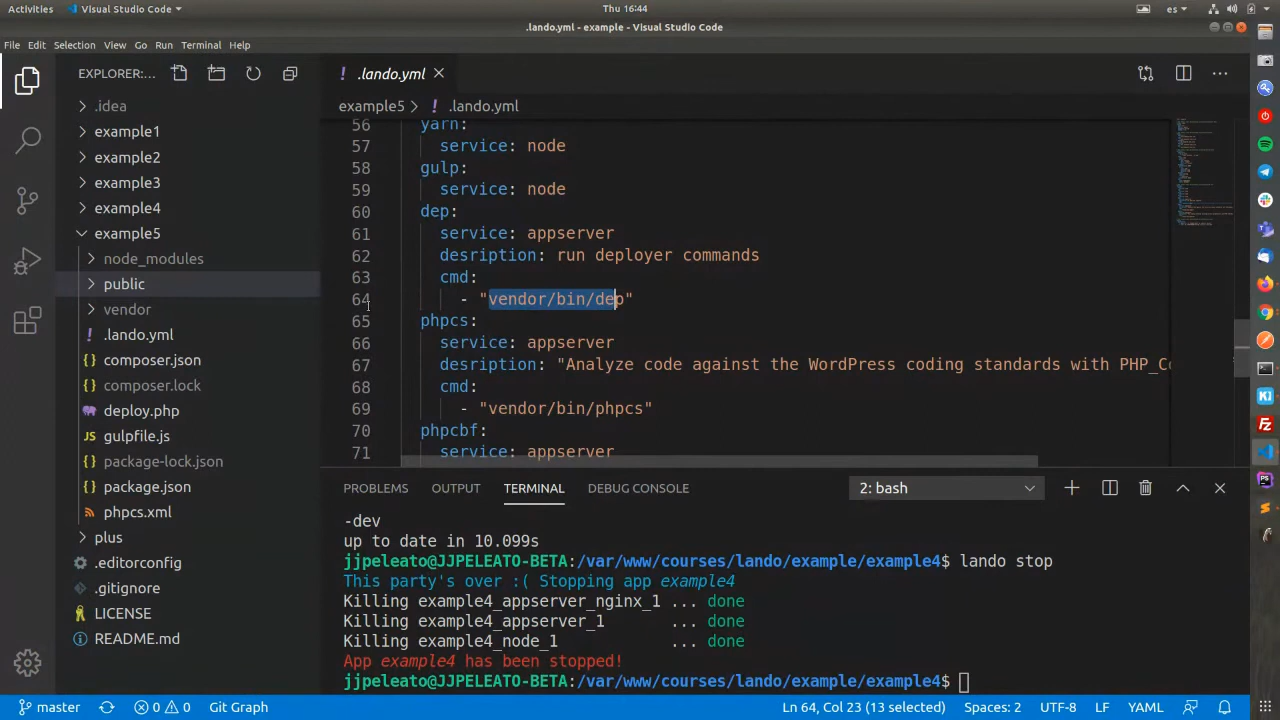 Activities Visual Studio Code Thu 16:44 es
.lando.yml - example - Visual Studio Code
File Edit Selection View Go Run Terminal Help
EXPLORER:...
.idea
example1
example2
example3
example4
example5
node_modules
public
vendor
! .lando.yml
{} composer.json
{} composer.lock
deploy.php
JS gulpfile.js
{} package-lock.json
{} package.json
phpcs.xml
plus
.editorconfig
.gitignore
LICENSE
README.md
! .lando.yml
example5 > ! .lando.yml
56 yarn:
57 service: node
58 gulp:
59 service: node
60 dep:
61 service: appserver
62 desription: run deployer commands
63 cmd:
64 - "vendor/bin/dep"
65 phpcs:
66 service: appserver
67 desription: "Analyze code against the WordPress coding standards with PHP_C
68 cmd:
69 - "vendor/bin/phpcs"
70 phpcbf:
71 service: appserver
PROBLEMS OUTPUT TERMINAL DEBUG CONSOLE 2: bash
-dev
up to date in 10.099s
jjpeleato@JJPELEATO-BETA:/var/www/courses/lando/example/example4$ lando stop
This party's over :( Stopping app example4
Killing example4_appserver_nginx_1 ... done
Killing example4_appserver_1 ... done
Killing example4_node_1 ... done
App example4 has been stopped!
jjpeleato@JJPELEATO-BETA:/var/www/courses/lando/example/example4$
master 0 0 Git Graph Ln 64, Col 23 (13 selected) Spaces: 2 UTF-8 LF YAML